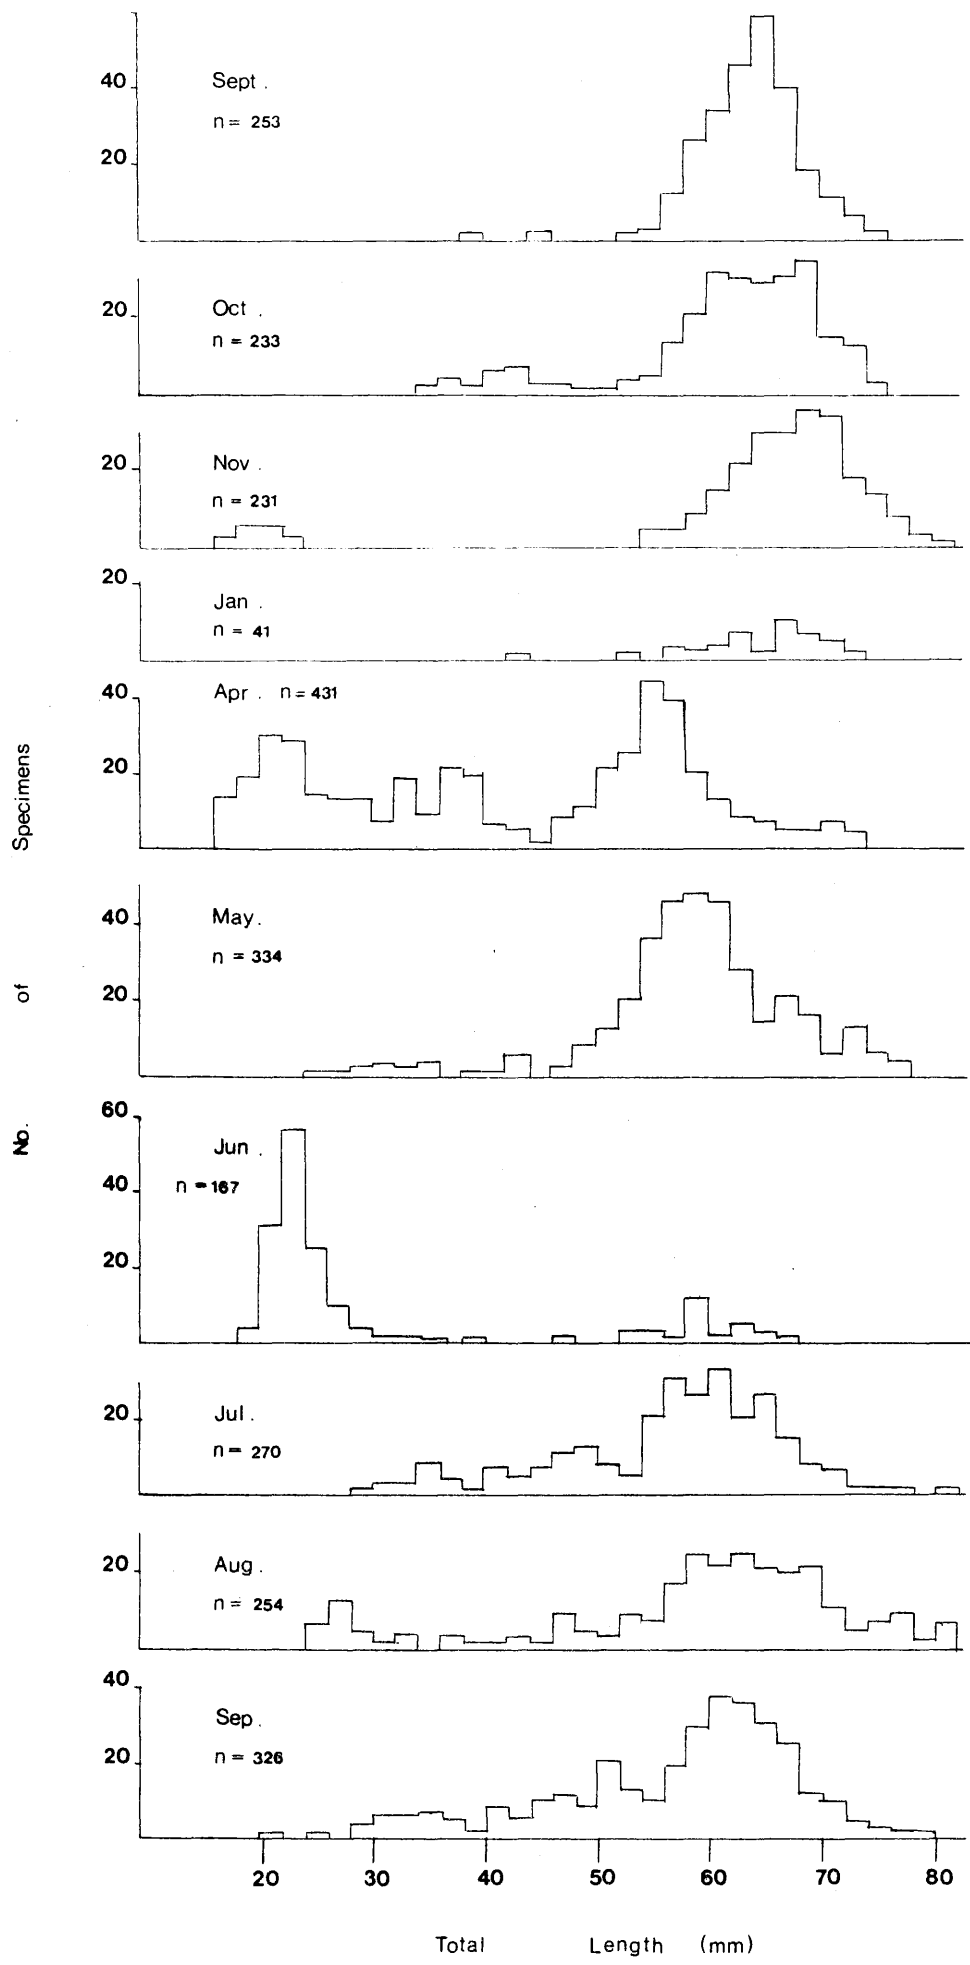 40
20
Sept .
n = 253
20
Oct .
n = 233
20
Nov .
n = 231
20
Jan .
n = 41
40
20
Apr . n = 431
40
20
May .
n = 334
60
40
20
Jun .
n = 167
20
Jul .
n = 270
20
Aug .
n = 254
40
20
Sep .
n = 326
20 30 40 50 60 70 80
Total Length (mm)
No. of Specimens